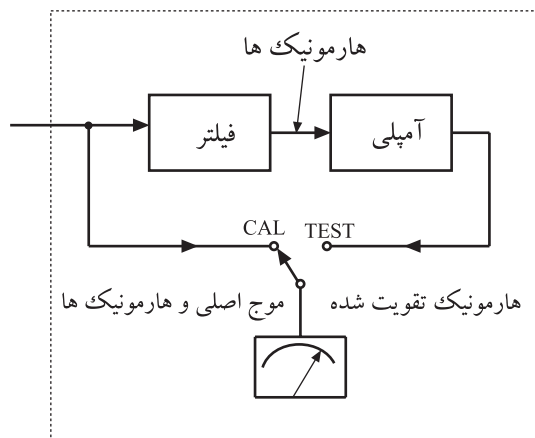 هارمونیک ها
فیلتر
آمپلی
CAL TEST
موج اصلی و هارمونیک ها
هارمونیک تقویت شده